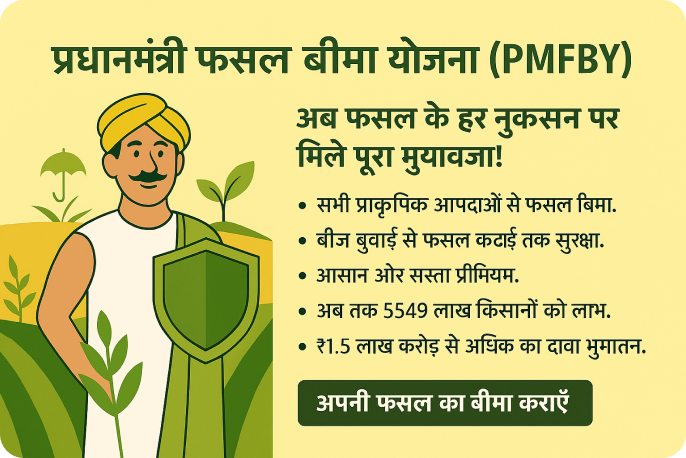 प्रधानमंत्री फसल बीमा योजना (PMFBY)
अब फसल के हर नुकसन पर
मिले पूरा मुयावजा!
• सभी प्राकृपिक आपदाओं से फसल बिमा.
• बीज बुवाई से फसल कटाई तक सुरक्षा.
• आसान ओर सस्ता प्रीमियम.
• अब तक 5549 लाख किसानों को लाभ.
• ₹1.5 लाख करोड़ से अधिक का दावा भुमातन.
अपनी फसल का बीमा कराएँ